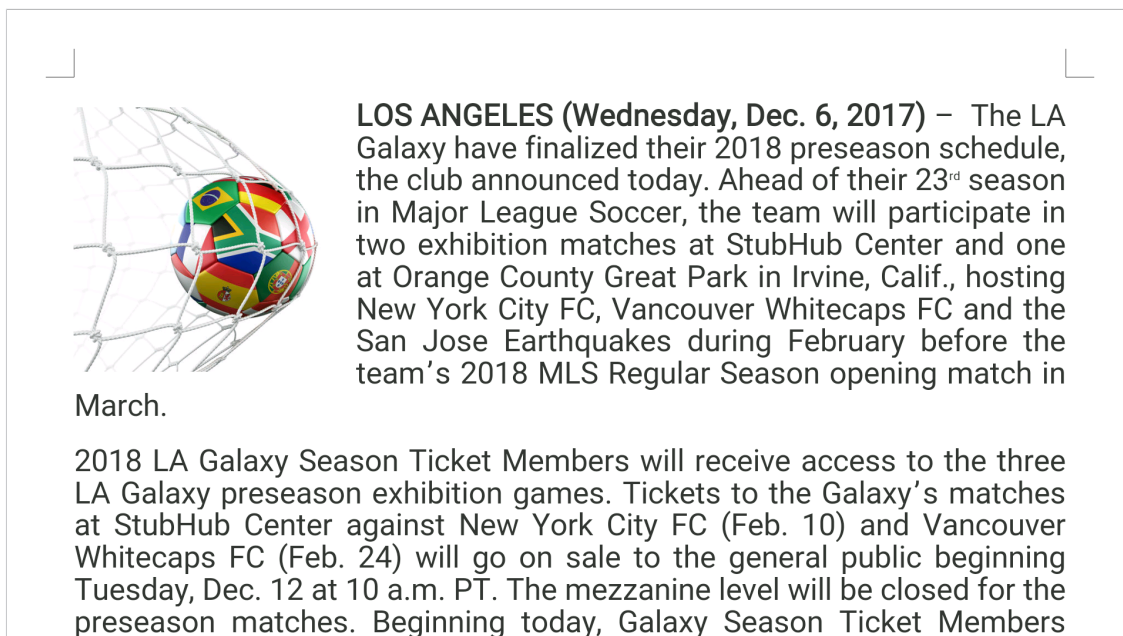 LOS ANGELES (Wednesday, Dec. 6, 2017) – The LA
Galaxy have finalized their 2018 preseason schedule,
the club announced today. Ahead of their 23rd season
in Major League Soccer, the team will participate in
two exhibition matches at StubHub Center and one
at Orange County Great Park in Irvine, Calif., hosting
New York City FC, Vancouver Whitecaps FC and the
San Jose Earthquakes during February before the
team’s 2018 MLS Regular Season opening match in
March.
2018 LA Galaxy Season Ticket Members will receive access to the three
LA Galaxy preseason exhibition games. Tickets to the Galaxy’s matches
at StubHub Center against New York City FC (Feb. 10) and Vancouver
Whitecaps FC (Feb. 24) will go on sale to the general public beginning
Tuesday, Dec. 12 at 10 a.m. PT. The mezzanine level will be closed for the
preseason matches. Beginning today, Galaxy Season Ticket Members